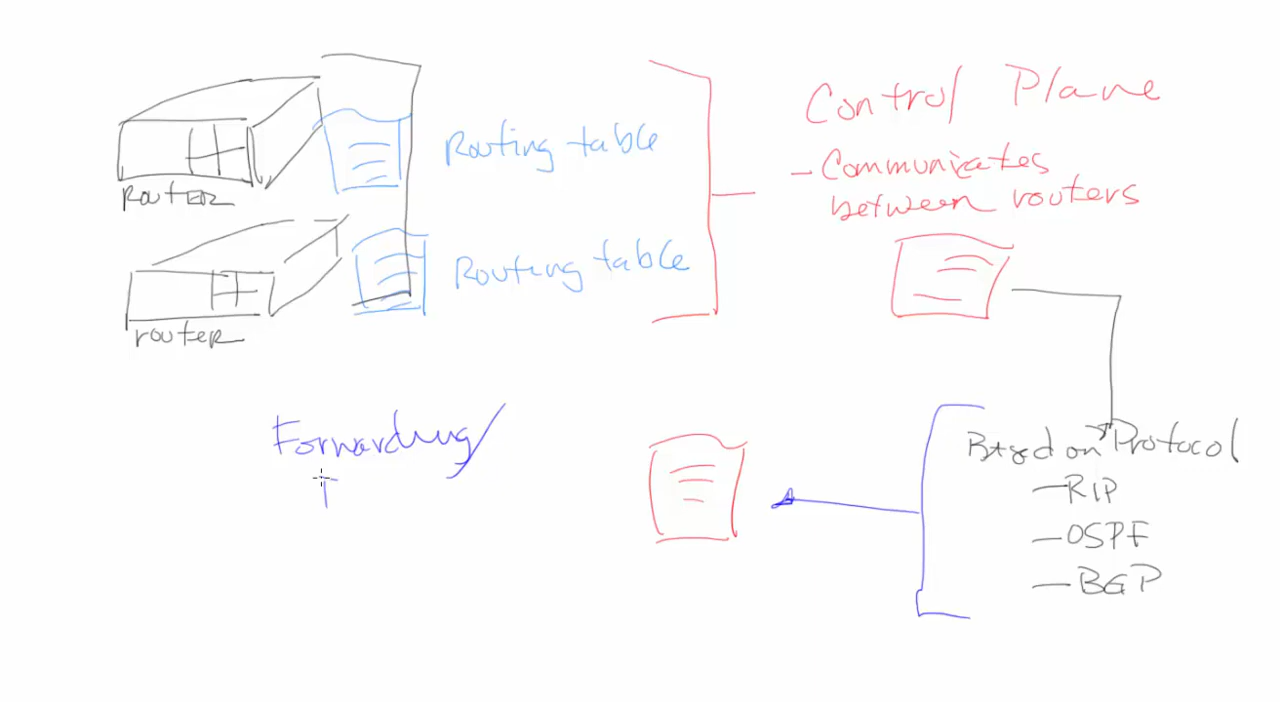 Control Plane
Routing table
- Communicates
between routers
Router
Routing table
router
Forwarding/
Based on Protocol
- RIP
- OSPF
- BGP